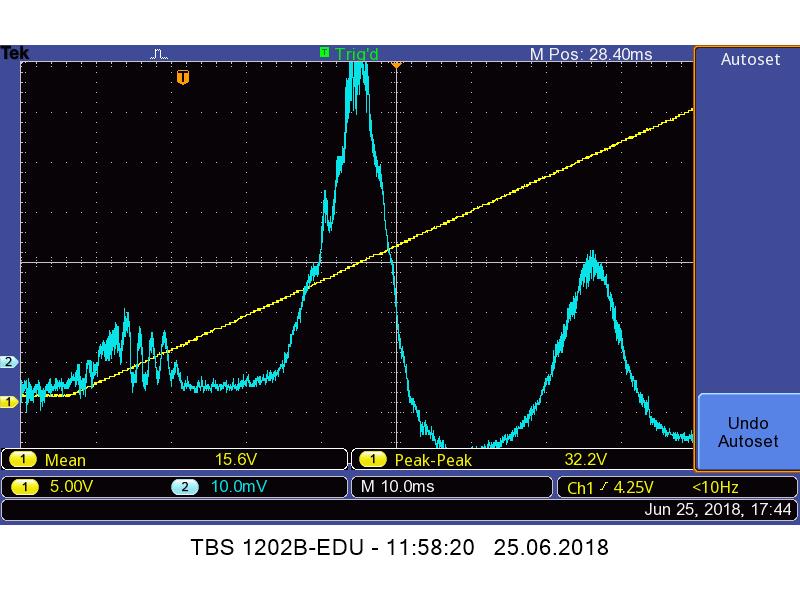 Tek Trig'd M Pos: 28.40ms Autoset
T
2
1
Undo
Autoset
1 Mean 15.6V 1 Peak-Peak 32.2V
1 5.00V 2 10.0mV M 10.0ms Ch1 4.25V <10Hz
Jun 25, 2018, 17:44
TBS 1202B-EDU - 11:58:20 25.06.2018